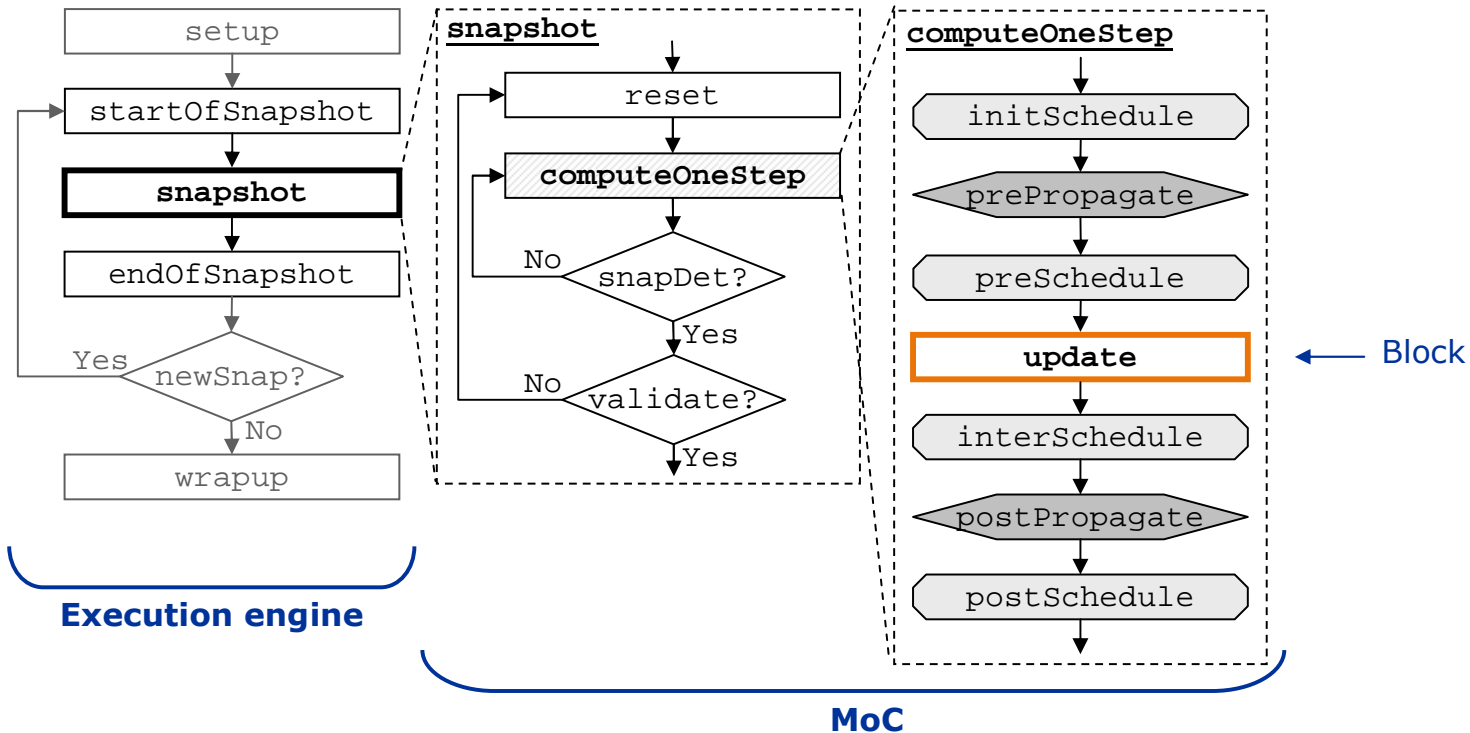 setup
startOfSnapshot
snapshot
endOfSnapshot
Yes
newSnap?
No
wrapup
Execution engine
snapshot
reset
computeOneStep
No
snapDet?
Yes
No
validate?
Yes
computeOneStep
initSchedule
prePropagate
preSchedule
update
interSchedule
postPropagate
postSchedule
Block
MoC